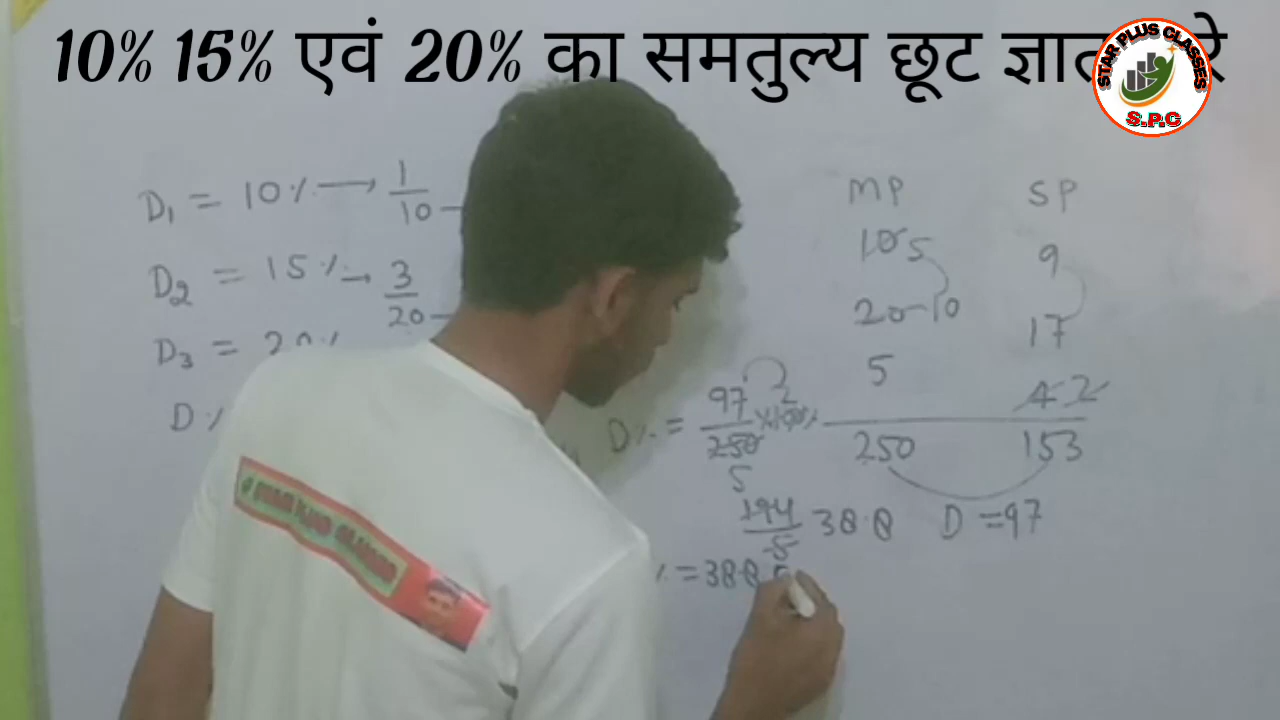 10% 15% एवं 20% का समतुल्य छूट ज्ञात रे
STAR PLUS CLASSES
S.P.C
D₁ = 10% → 1/10
D₂ = 15% → 3/20
D₃ = 20%
D%
MP SP
10 5 9
20 10 17
5 4 2
250 153
D = 97
D% = 97/250 × 100% 2
5
194/5 38.8
% = 38.8